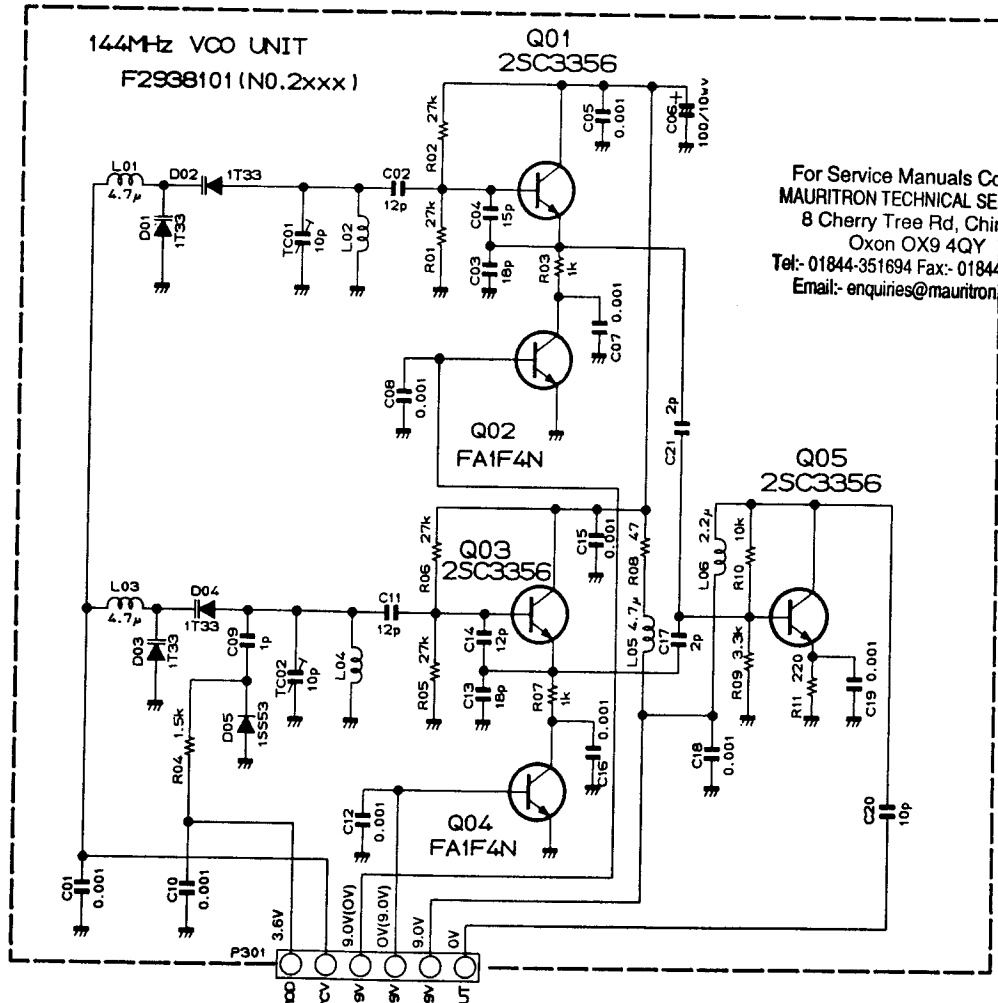 144MHz VCO UNIT
F2938101(NO.2xxx)
Q01
2SC3356
For Service Manuals Co
MAURITRON TECHNICAL SE
8 Cherry Tree Rd, Chin
Oxon OX9 4QY
Tel:- 01844-351694 Fax:- 01844
Email:- enquiries@mauritron
L01
4.7μ
D02
1T33
D01
1T33
TC01
10p
L02
C02
12p
R02
27k
R01
27k
C04
15p
C03
18p
R03
1k
C05
0.001
C06
+
100/10wv
C07
0.001
C08
0.001
Q02
FA1F4N
C21
2p
Q05
2SC3356
L03
4.7μ
D04
1T33
D03
1T33
C09
1p
TC02
10p
L04
C11
12p
R06
27k
R05
27k
Q03
2SC3356
C14
12p
C13
18p
R07
1k
C15
0.001
R08
47
L05
4.7μ
C17
2p
L06
2.2μ
R10
10k
R09
3.3k
R11
220
C19
0.001
R04
1.5k
D05
1SS53
C16
0.001
C18
0.001
C12
0.001
Q04
FA1F4N
C20
10p
C01
0.001
C10
0.001
3.6V
9.0V(0V)
0V(9.0V)
9.0V
0V
P301
9V
9V
9V